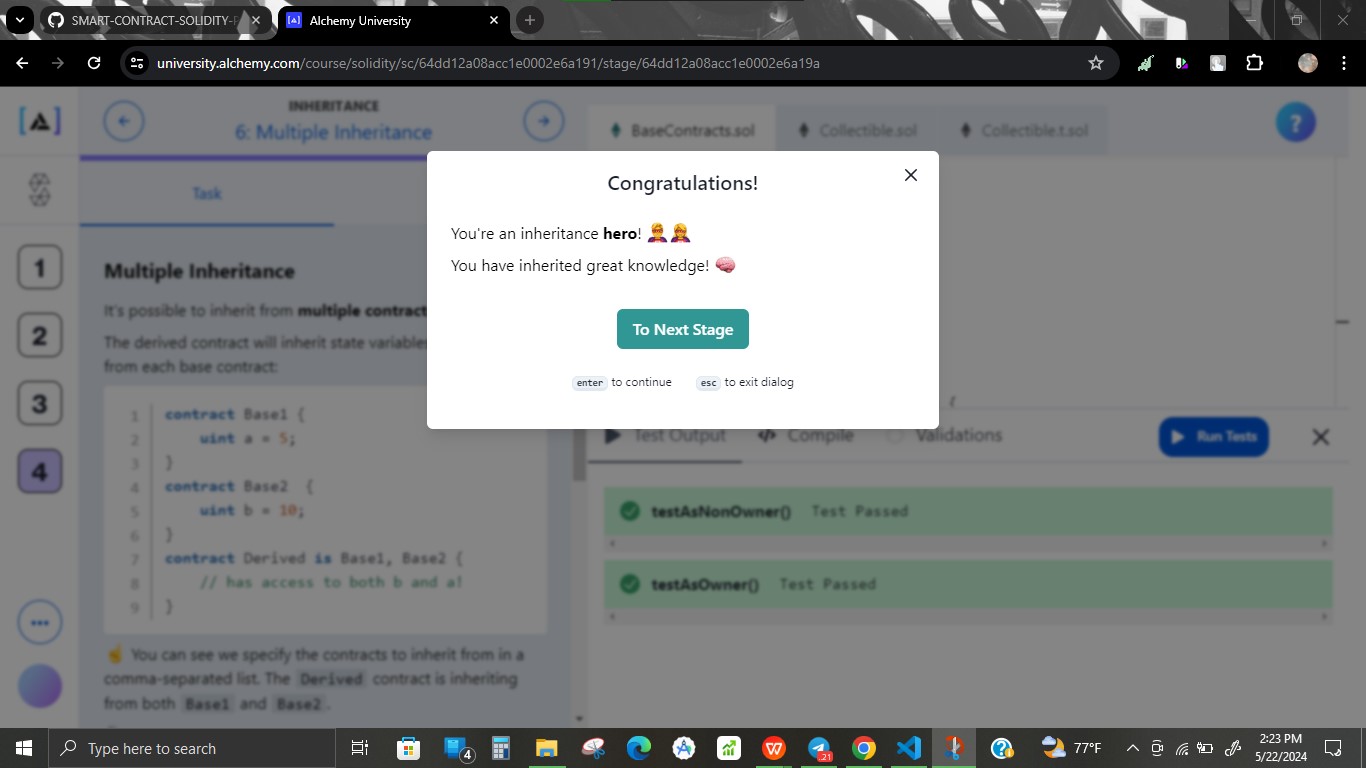 SMART-CONTRACT-SOLIDITY-F
Alchemy University
university.alchemy.com/course/solidity/sc/64dd12a08acc1e0002e6a191/stage/64dd12a08acc1e0002e6a19a
INHERITANCE
6: Multiple Inheritance
BaseContracts.sol
Collectible.sol
Collectible.t.sol
?
Task
1
2
3
4
Multiple Inheritance
It's possible to inherit from multiple contract
The derived contract will inherit state variables
from each base contract:
1 contract Base1 {
2 uint a = 5;
3 }
4 contract Base2 {
5 uint b = 10;
6 }
7 contract Derived is Base1, Base2 {
8 // has access to both b and a!
9 }
☝️ You can see we specify the contracts to inherit from in a
comma-separated list. The Derived contract is inheriting
from both Base1 and Base2.
Congratulations!
You're an inheritance hero! 🦸‍♂️🦸‍♀️
You have inherited great knowledge! 🧠
To Next Stage
enter to continue
esc to exit dialog
{
Test Output
Compile
Validations
Run Tests
testAsNonOwner() Test Passed
testAsOwner() Test Passed
Type here to search
4
21
77°F
2:23 PM
5/22/2024